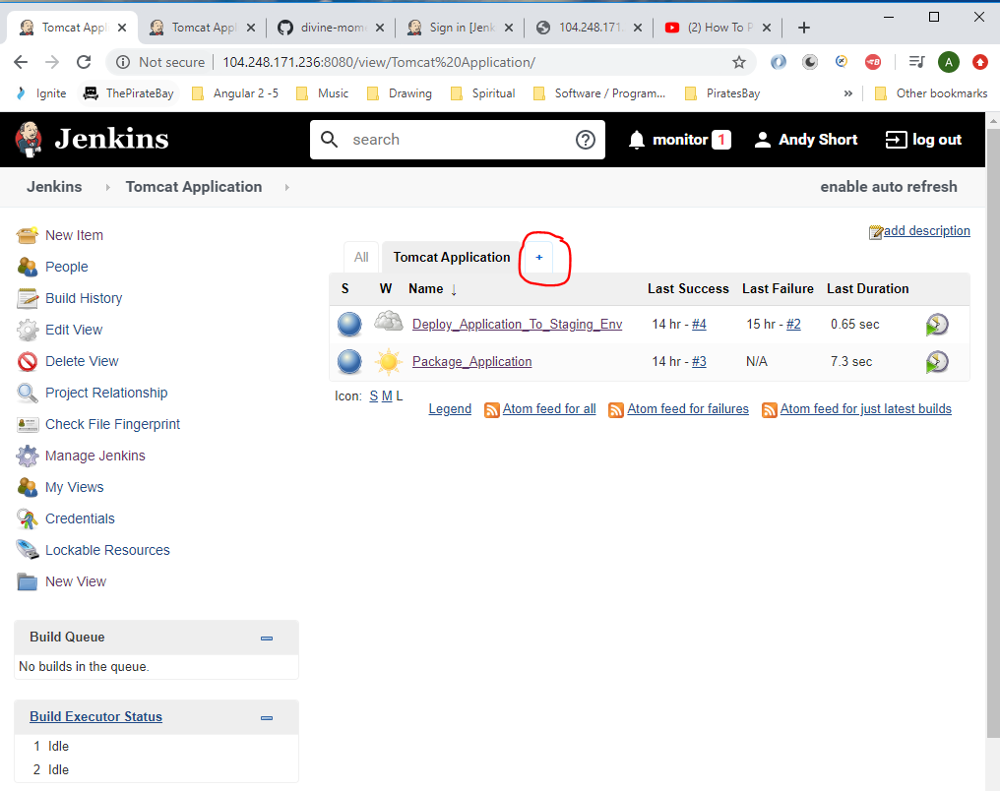 Tomcat Appl
Tomcat Appl
divine-mom
Sign in [Jenk
104.248.171.
(2) How To P
Not secure
104.248.171.236:8080/view/Tomcat%20Application/
A
Ignite
ThePirateBay
Angular 2 -5
Music
Drawing
Spiritual
Software / Program...
PiratesBay
»
Other bookmarks
Jenkins
search
monitor 1
Andy Short
log out
Jenkins
Tomcat Application
enable auto refresh
New Item
People
Build History
Edit View
Delete View
Project Relationship
Check File Fingerprint
Manage Jenkins
My Views
Credentials
Lockable Resources
New View
Build Queue
No builds in the queue.
Build Executor Status
1 Idle
2 Idle
add description
All
Tomcat Application
+
S W Name ↓ Last Success Last Failure Last Duration
Deploy_Application_To_Staging_Env 14 hr - #4 15 hr - #2 0.65 sec
Package_Application 14 hr - #3 N/A 7.3 sec
Icon: S M L
Legend Atom feed for all Atom feed for failures Atom feed for just latest builds